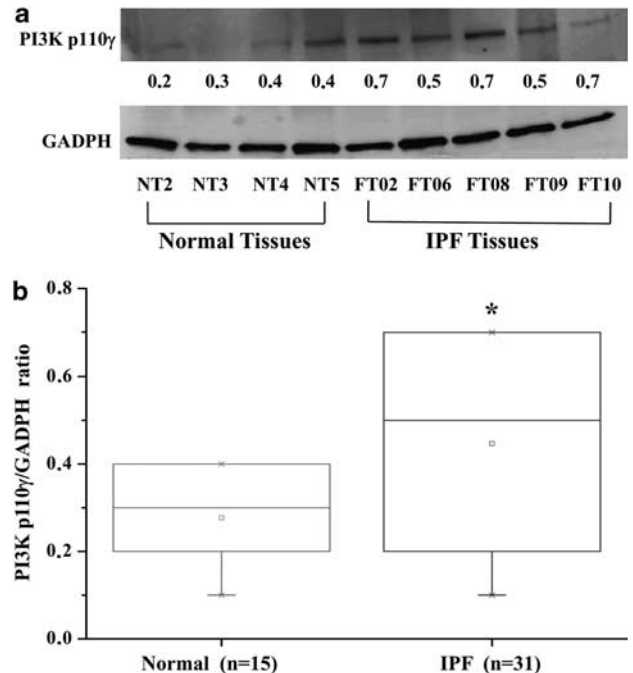 a
PI3K p110γ
0.2 0.3 0.4 0.4 0.7 0.5 0.7 0.5 0.7
GADPH
NT2 NT3 NT4 NT5 FT02 FT06 FT08 FT09 FT10
Normal Tissues IPF Tissues
b
PI3K p110γ/GADPH ratio
0.8
0.6
0.4
0.2
0.0
*
Normal (n=15) IPF (n=31)